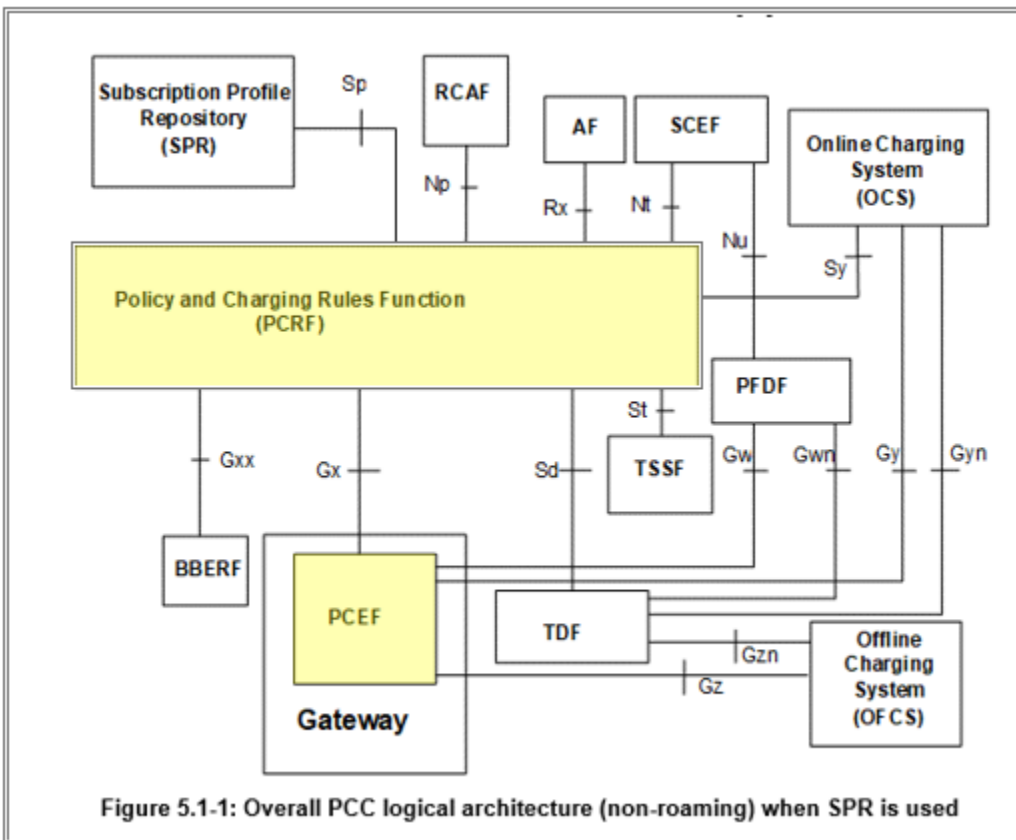 Subscription Profile
Repository
(SPR)
Sp
RCAF
Np
AF
Rx
SCEF
Nt
Nu
Online Charging
System
(OCS)
Sy
Policy and Charging Rules Function
(PCRF)
PFDF
St
TSSF
Gxx
Gx
Sd
Gw
Gwn
Gy
Gyn
BBERF
PCEF
Gateway
TDF
Gzn
Gz
Offline
Charging
System
(OFCS)
Figure 5.1-1: Overall PCC logical architecture (non-roaming) when SPR is used